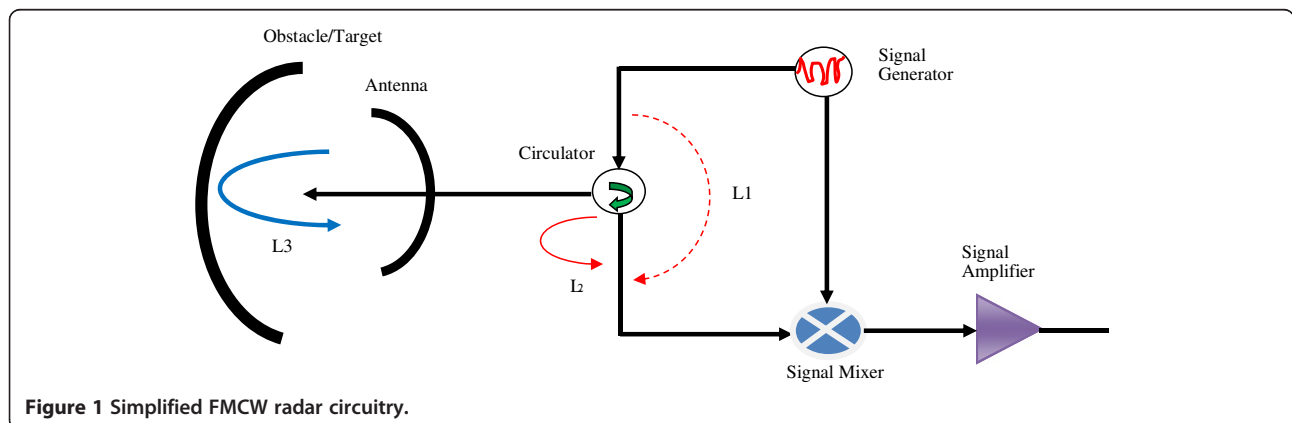 Obstacle/Target
Antenna
Signal
Generator
Circulator
L1
L3
L2
Signal
Amplifier
Signal Mixer
Figure 1 Simplified FMCW radar circuitry.